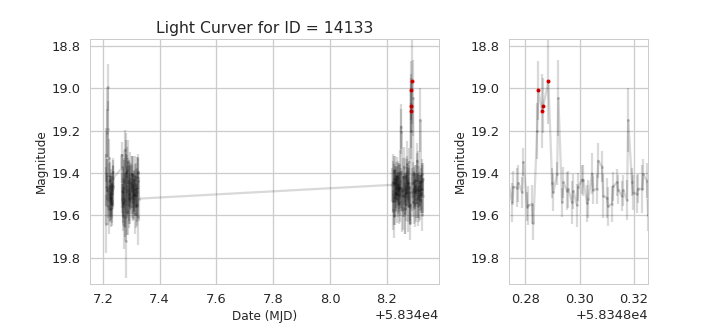 Light Curver for ID = 14133
Magnitude
18.8
19.0
19.2
19.4
19.6
19.8
7.2 7.4 7.6 7.8 8.0 8.2
Date (MJD) +5.834e4
Magnitude
18.8
19.0
19.2
19.4
19.6
19.8
0.28 0.30 0.32
+5.8348e4